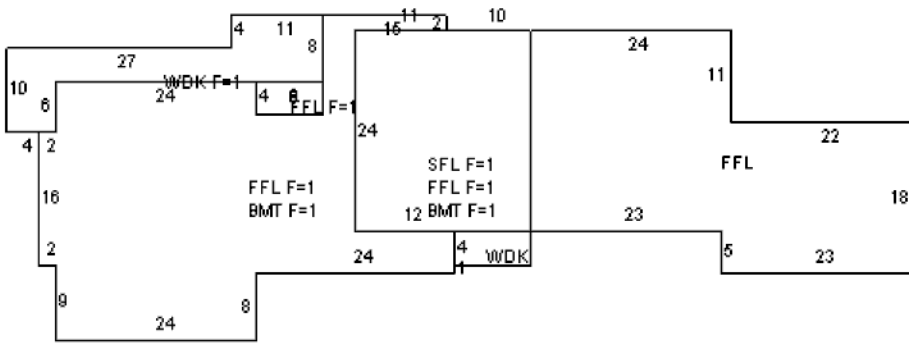 11 10
4 11 15 2
8 24
27
WDK F=1 11
10 24 4
6 FFL F=1
22
4 2 24
SFL F=1 FFL
FFL F=1 FFL F=1
16 18
BMT F=1 BMT F=1
12 23
2 24 4 WDK 5 23
1
9 8
24